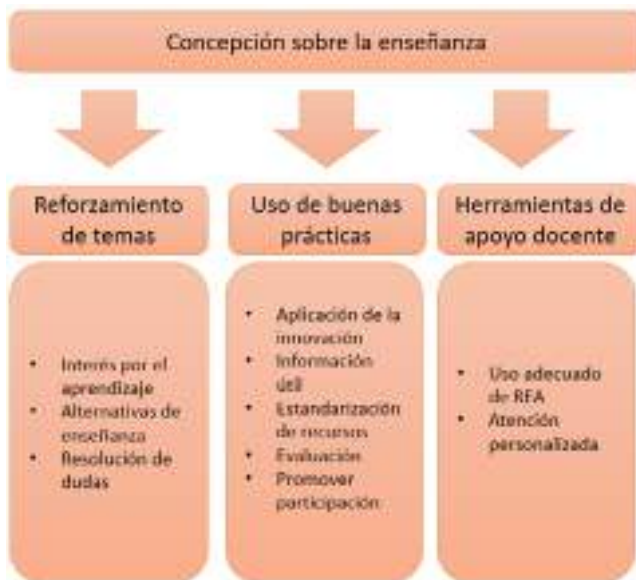 Concepción sobre la enseñanza
Reforzamiento
de temas
Uso de buenas
prácticas
Herramientas de
apoyo docente
• Interés por el
aprendizaje
• Alternativas de
enseñanza
• Resolución de
dudas
• Aplicación de la
innovación
• Información
útil
• Estandarización
de recursos
• Evaluación
• Promover
participación
• Uso adecuado
de REA
• Atención
personalizada